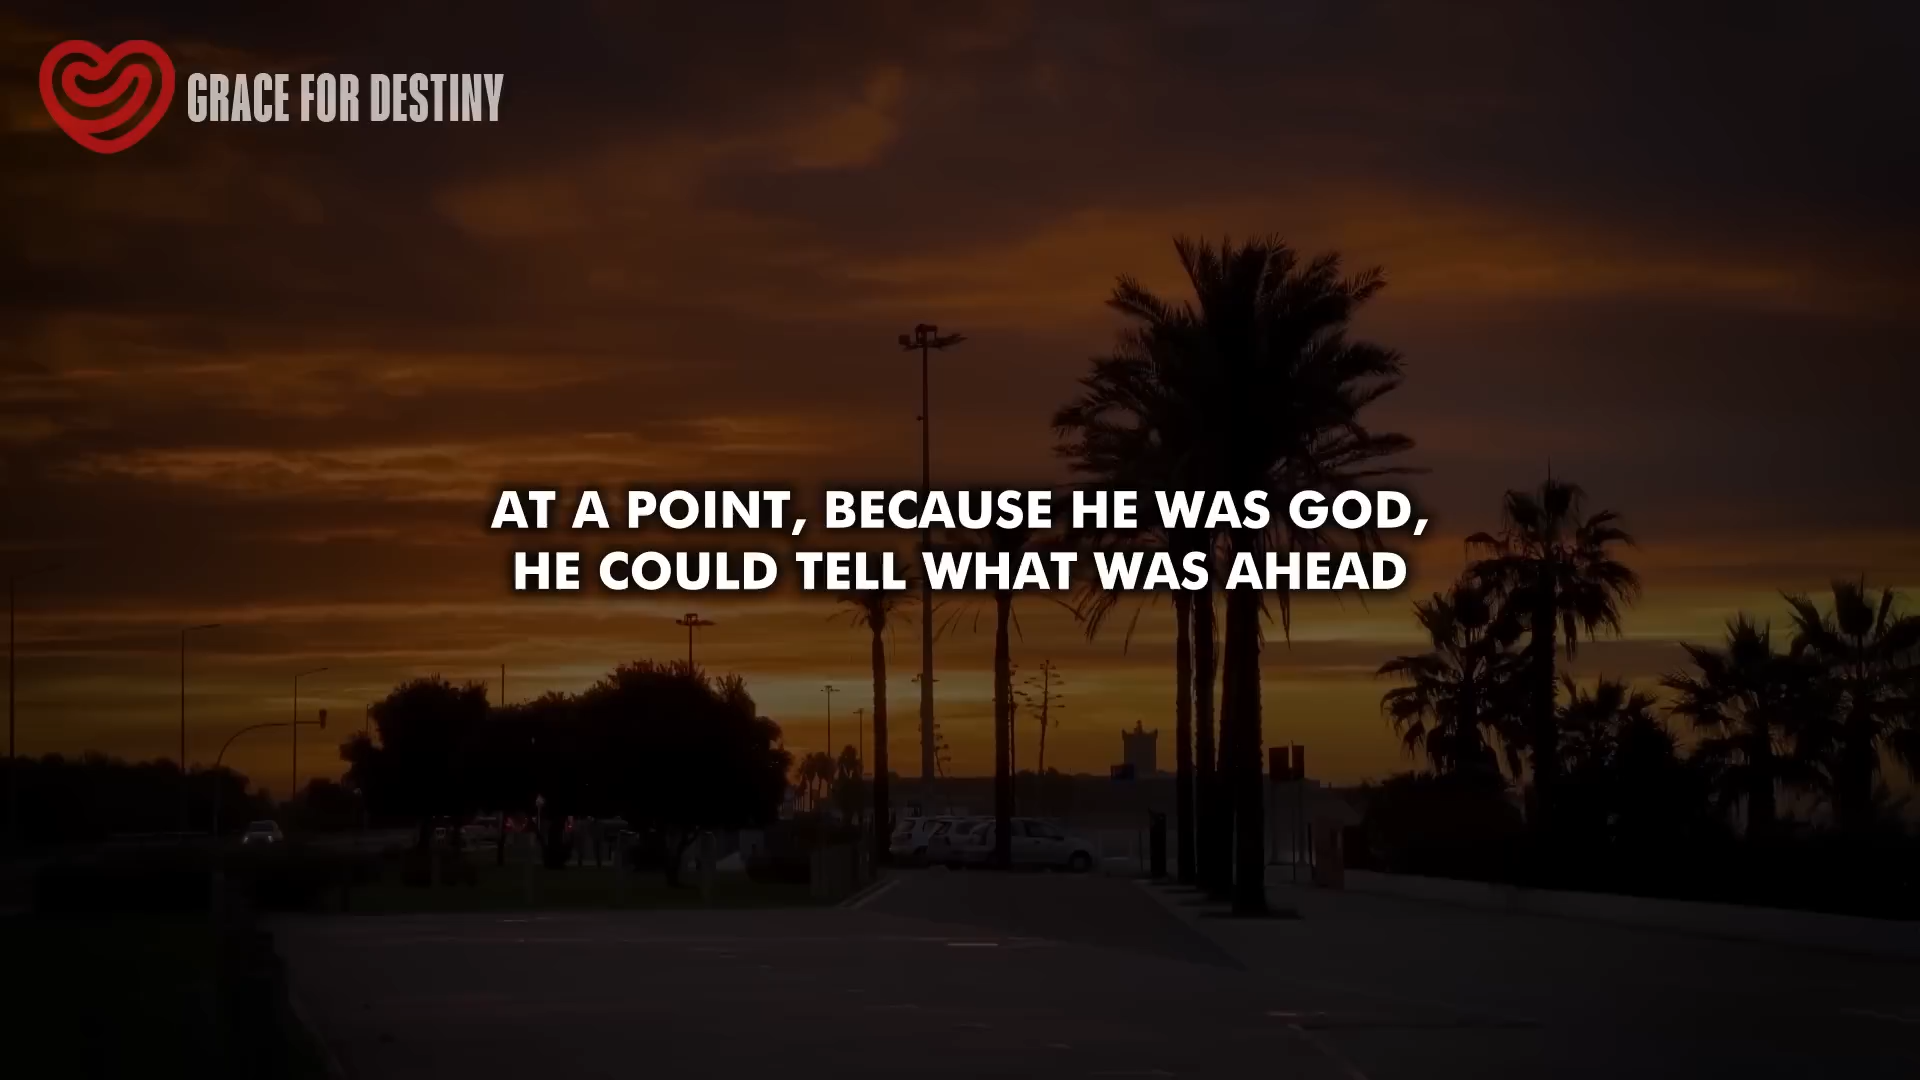 GRACE FOR DESTINY
AT A POINT, BECAUSE HE WAS GOD,
HE COULD TELL WHAT WAS AHEAD